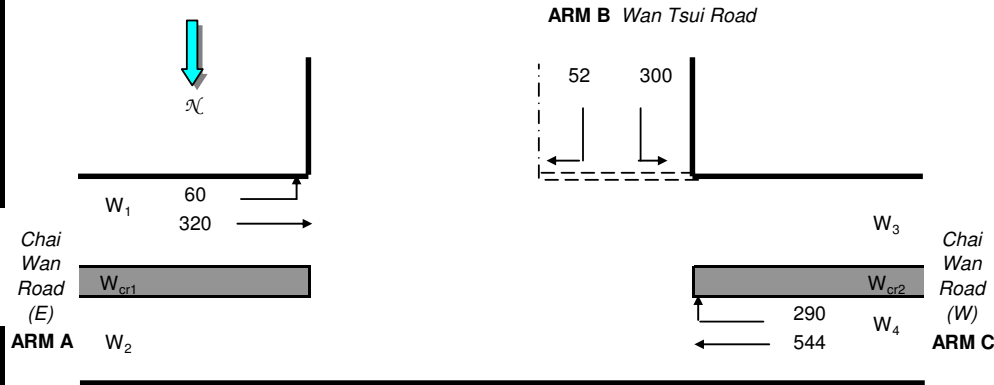 ARM B Wan Tsui Road
52 300
N
60
W1
320
W3
Chai
Wan
Road
(E)
ARM A
Wcr1
W2
Chai
Wan
Road
(W)
ARM C
Wcr2
290
W4
544